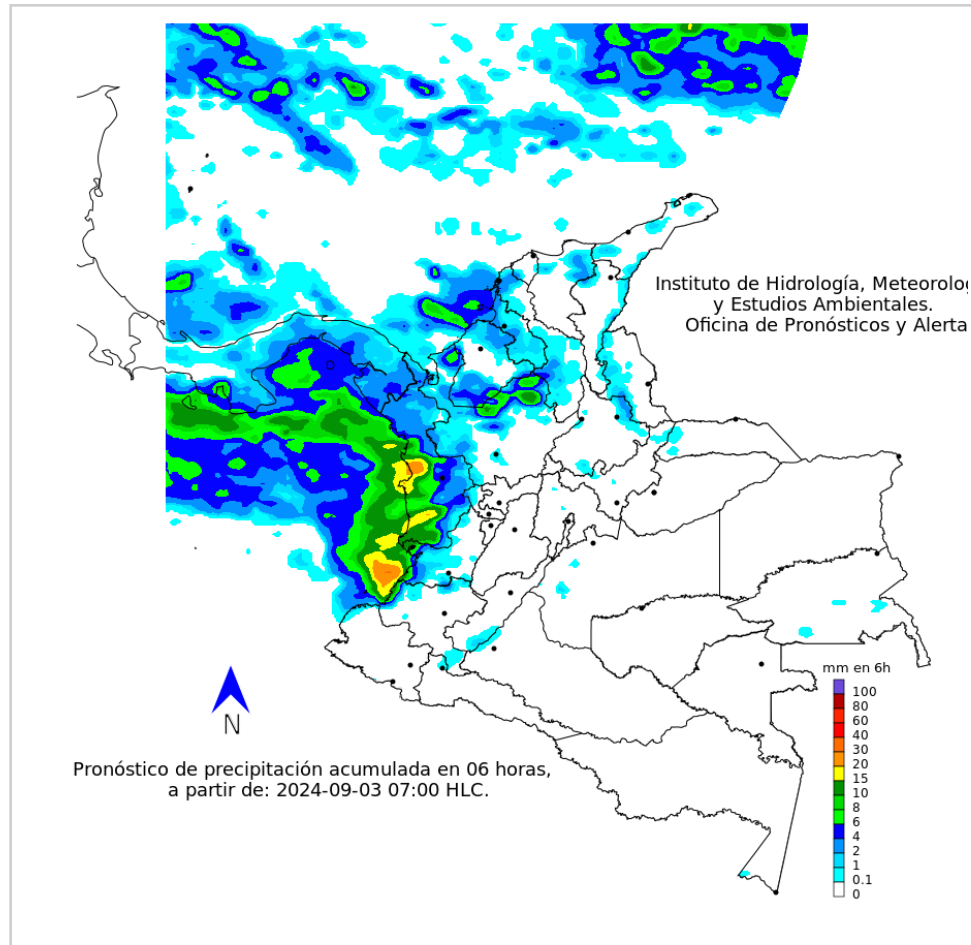 Instituto de Hidrología, Meteorolog
y Estudios Ambientales.
Oficina de Pronósticos y Alerta
mm en 6h
100
80
60
40
30
20
15
10
8
6
4
2
1
0.1
0
N
Pronóstico de precipitación acumulada en 06 horas,
a partir de: 2024-09-03 07:00 HLC.